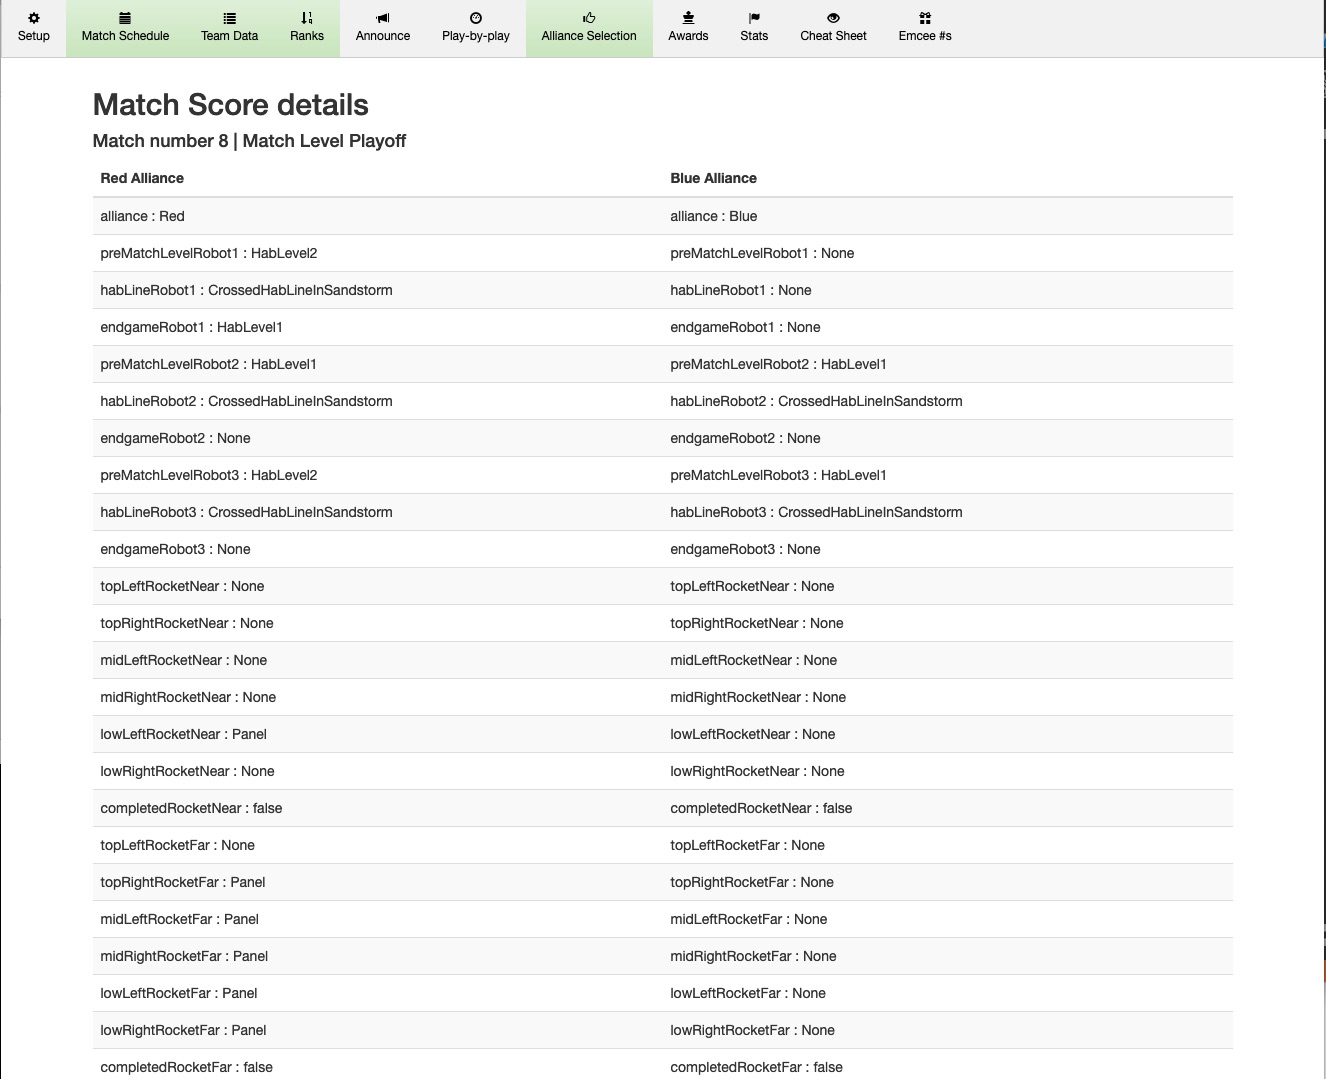 Setup Match Schedule Team Data Ranks Announce Play-by-play Alliance Selection Awards Stats Cheat Sheet Emcee #s
Match Score details
Match number 8 | Match Level Playoff
Red Alliance Blue Alliance
alliance : Red alliance : Blue
preMatchLevelRobot1 : HabLevel2 preMatchLevelRobot1 : None
habLineRobot1 : CrossedHabLineInSandstorm habLineRobot1 : None
endgameRobot1 : HabLevel1 endgameRobot1 : None
preMatchLevelRobot2 : HabLevel1 preMatchLevelRobot2 : HabLevel1
habLineRobot2 : CrossedHabLineInSandstorm habLineRobot2 : CrossedHabLineInSandstorm
endgameRobot2 : None endgameRobot2 : None
preMatchLevelRobot3 : HabLevel2 preMatchLevelRobot3 : HabLevel1
habLineRobot3 : CrossedHabLineInSandstorm habLineRobot3 : CrossedHabLineInSandstorm
endgameRobot3 : None endgameRobot3 : None
topLeftRocketNear : None topLeftRocketNear : None
topRightRocketNear : None topRightRocketNear : None
midLeftRocketNear : None midLeftRocketNear : None
midRightRocketNear : None midRightRocketNear : None
lowLeftRocketNear : Panel lowLeftRocketNear : None
lowRightRocketNear : None lowRightRocketNear : None
completedRocketNear : false completedRocketNear : false
topLeftRocketFar : None topLeftRocketFar : None
topRightRocketFar : Panel topRightRocketFar : None
midLeftRocketFar : Panel midLeftRocketFar : None
midRightRocketFar : Panel midRightRocketFar : None
lowLeftRocketFar : Panel lowLeftRocketFar : None
lowRightRocketFar : Panel lowRightRocketFar : None
completedRocketFar : false completedRocketFar : false